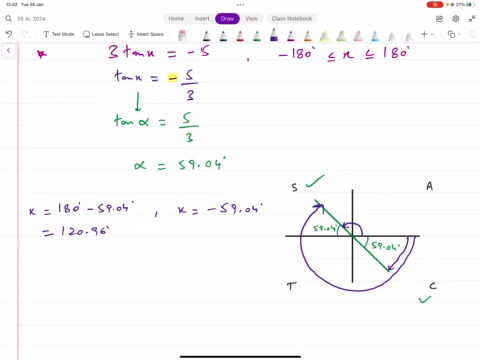 13:42 Tue 24 Jan
37%
S6 AL 2024
Home Insert Draw View
Text Mode Lasso Select Insert Space
* 3 tan x = -5 , -180° ≤ x ≤ 180°
tan x = - 5/3
tan α = 5/3
α = 59.04°
x = 180° - 59.04° , x = -59.04°
= 120.96°
S ✓ A
59.04°
59.04°
T C ✓